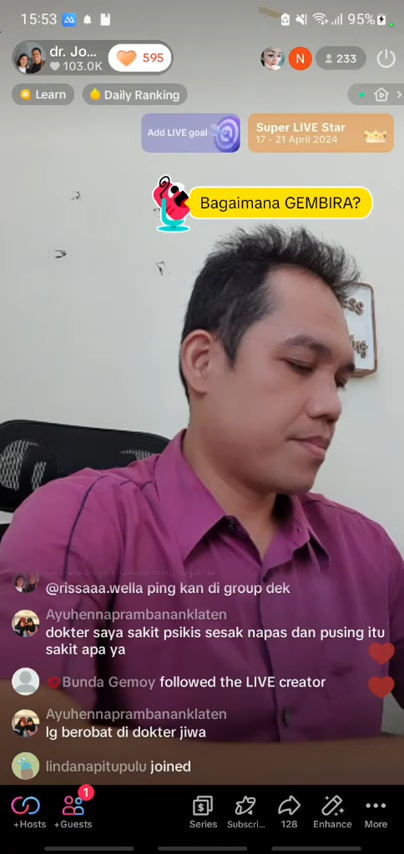 15:53
95%
dr. Jo...
103.0K
595
N
233
Learn
Daily Ranking
Add LIVE goal
Super LIVE Star
17 - 21 April 2024
Bagaimana GEMBIRA?
@rissaaa.wella ping kan di group dek
Ayuhennaprambananklaten
dokter saya sakit psikis sesak napas dan pusing itu
sakit apa ya
Bunda Gemoy followed the LIVE creator
Ayuhennaprambananklaten
lg berobat di dokter jiwa
lindanapitupulu joined
1
+Hosts
+Guests
Series
Subscri...
128
Enhance
More